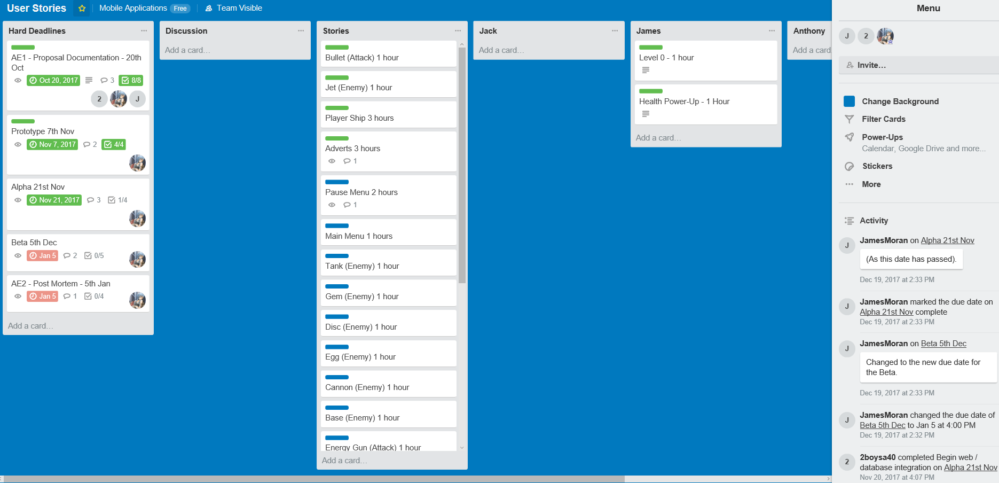 User Stories
Mobile Applications Free
Team Visible
Hard Deadlines
AE1 - Proposal Documentation - 20th
Oct
Oct 20, 2017 3 8/8
2 J
Prototype 7th Nov
Nov 7, 2017 2 4/4
Alpha 21st Nov
Nov 21, 2017 3 1/4
Beta 5th Dec
Jan 5 2 0/5
AE2 - Post Mortem - 5th Jan
Jan 5 1 0/4
Add a card…
Discussion
Add a card…
Stories
Bullet (Attack) 1 hour
Jet (Enemy) 1 hour
Player Ship 3 hours
Adverts 3 hours
1
Pause Menu 2 hours
1
Main Menu 1 hours
Tank (Enemy) 1 hour
Gem (Enemy) 1 hour
Disc (Enemy) 1 hour
Egg (Enemy) 1 hour
Cannon (Enemy) 1 hour
Base (Enemy) 1 hour
Energy Gun (Attack) 1 hour
Add a card…
Jack
Add a card…
James
Level 0 - 1 hour
Health Power-Up - 1 Hour
Add a card…
Anthony
Add a card
Menu
J 2
Invite…
Change Background
Filter Cards
Power-Ups
Calendar, Google Drive and more...
Stickers
More
Activity
J
JamesMoran on Alpha 21st Nov
(As this date has passed).
Dec 19, 2017 at 2:33 PM
J
JamesMoran marked the due date on
Alpha 21st Nov complete
Dec 19, 2017 at 2:33 PM
J
JamesMoran on Beta 5th Dec
Changed to the new due date for
the Beta.
Dec 19, 2017 at 2:33 PM
J
JamesMoran changed the due date of
Beta 5th Dec to Jan 5 at 4:00 PM
Dec 19, 2017 at 2:32 PM
2
2boysa40 completed Begin web /
database integration on Alpha 21st Nov
Nov 20, 2017 at 4:07 PM